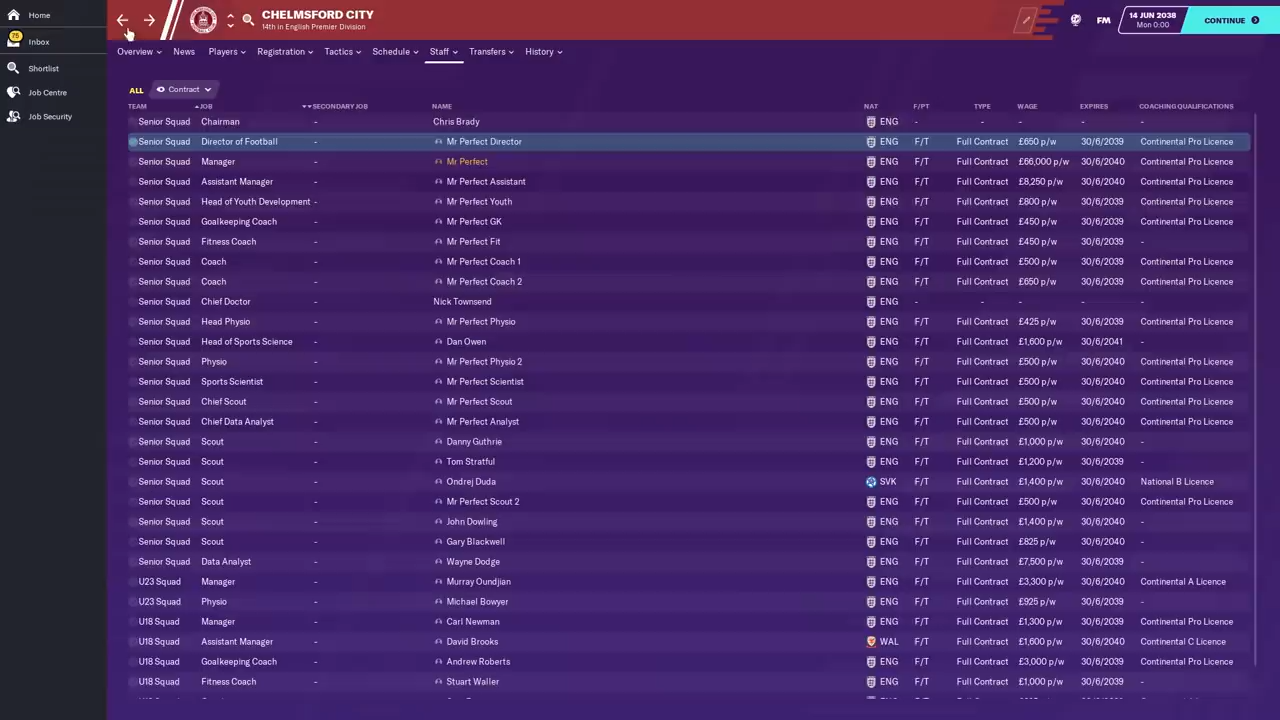 Home
75 Inbox
Shortlist
Job Centre
Job Security
CHELMSFORD CITY
14th in English Premier Division
FM
14 JUN 2038
Mon 0:00
CONTINUE
Overview News Players Registration Tactics Schedule Staff Transfers History
ALL Contract
TEAM JOB SECONDARY JOB NAME NAT F/PT TYPE WAGE EXPIRES COACHING QUALIFICATIONS
Senior Squad Chairman - Chris Brady ENG - - - - -
Senior Squad Director of Football - Mr Perfect Director ENG F/T Full Contract £650 p/w 30/6/2039 Continental Pro Licence
Senior Squad Manager - Mr Perfect ENG F/T Full Contract £66,000 p/w 30/6/2040 Continental Pro Licence
Senior Squad Assistant Manager - Mr Perfect Assistant ENG F/T Full Contract £8,250 p/w 30/6/2040 Continental Pro Licence
Senior Squad Head of Youth Development - Mr Perfect Youth ENG F/T Full Contract £800 p/w 30/6/2039 Continental Pro Licence
Senior Squad Goalkeeping Coach - Mr Perfect GK ENG F/T Full Contract £450 p/w 30/6/2039 Continental Pro Licence
Senior Squad Fitness Coach - Mr Perfect Fit ENG F/T Full Contract £450 p/w 30/6/2039 -
Senior Squad Coach - Mr Perfect Coach 1 ENG F/T Full Contract £500 p/w 30/6/2039 Continental Pro Licence
Senior Squad Coach - Mr Perfect Coach 2 ENG F/T Full Contract £650 p/w 30/6/2039 Continental Pro Licence
Senior Squad Chief Doctor - Nick Townsend ENG - - - - -
Senior Squad Head Physio - Mr Perfect Physio ENG F/T Full Contract £425 p/w 30/6/2039 Continental Pro Licence
Senior Squad Head of Sports Science - Dan Owen ENG F/T Full Contract £1,600 p/w 30/6/2041 -
Senior Squad Physio - Mr Perfect Physio 2 ENG F/T Full Contract £500 p/w 30/6/2040 Continental Pro Licence
Senior Squad Sports Scientist - Mr Perfect Scientist ENG F/T Full Contract £500 p/w 30/6/2040 Continental Pro Licence
Senior Squad Chief Scout - Mr Perfect Scout ENG F/T Full Contract £500 p/w 30/6/2040 Continental Pro Licence
Senior Squad Chief Data Analyst - Mr Perfect Analyst ENG F/T Full Contract £500 p/w 30/6/2040 Continental Pro Licence
Senior Squad Scout - Danny Guthrie ENG F/T Full Contract £1,000 p/w 30/6/2040 -
Senior Squad Scout - Tom Stratful ENG F/T Full Contract £1,200 p/w 30/6/2039 -
Senior Squad Scout - Ondrej Duda SVK F/T Full Contract £1,400 p/w 30/6/2040 National B Licence
Senior Squad Scout - Mr Perfect Scout 2 ENG F/T Full Contract £500 p/w 30/6/2040 Continental Pro Licence
Senior Squad Scout - John Dowling ENG F/T Full Contract £1,400 p/w 30/6/2040 -
Senior Squad Scout - Gary Blackwell ENG F/T Full Contract £825 p/w 30/6/2040 -
Senior Squad Data Analyst - Wayne Dodge ENG F/T Full Contract £7,500 p/w 30/6/2039 -
U23 Squad Manager - Murray Oundjian ENG F/T Full Contract £3,300 p/w 30/6/2040 Continental A Licence
U23 Squad Physio - Michael Bowyer ENG F/T Full Contract £925 p/w 30/6/2039 -
U18 Squad Manager - Carl Newman ENG F/T Full Contract £1,300 p/w 30/6/2039 Continental Pro Licence
U18 Squad Assistant Manager - David Brooks WAL F/T Full Contract £1,600 p/w 30/6/2040 Continental C Licence
U18 Squad Goalkeeping Coach - Andrew Roberts ENG F/T Full Contract £3,000 p/w 30/6/2039 Continental Pro Licence
U18 Squad Fitness Coach - Stuart Waller ENG F/T Full Contract £1,000 p/w 30/6/2039 -